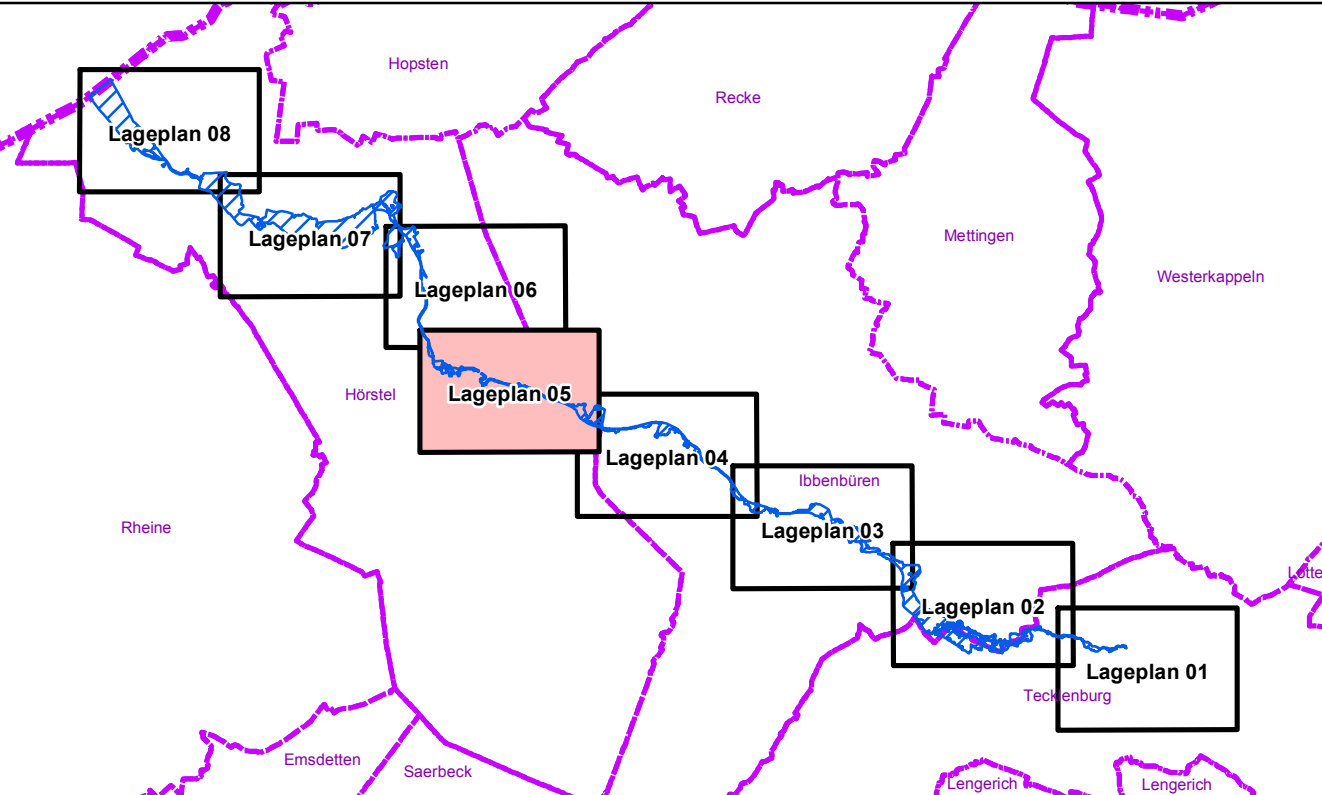 Hopsten
Recke
Lageplan 08
Lageplan 07
Mettingen
Westerkappeln
Lageplan 06
Hörstel
Lageplan 05
Lageplan 04
Ibbenbüren
Rheine
Lageplan 03
Lotte
Lageplan 02
Lageplan 01
Tecklenburg
Emsdetten
Saerbeck
Lengerich
Lengerich